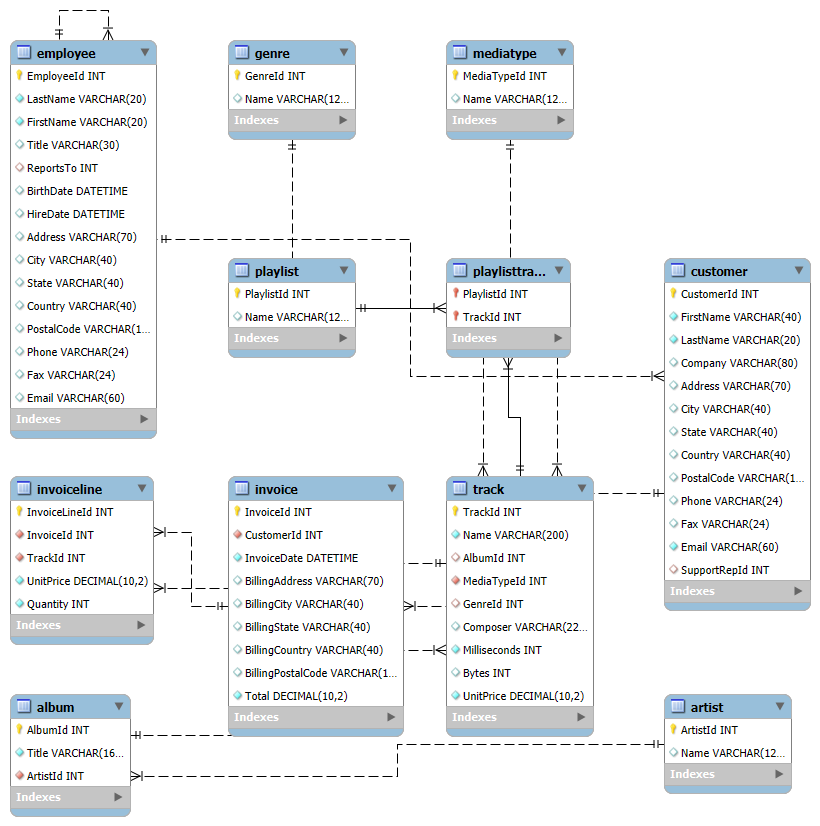 employee
EmployeeId INT
LastName VARCHAR(20)
FirstName VARCHAR(20)
Title VARCHAR(30)
ReportsTo INT
BirthDate DATETIME
HireDate DATETIME
Address VARCHAR(70)
City VARCHAR(40)
State VARCHAR(40)
Country VARCHAR(40)
PostalCode VARCHAR(1...
Phone VARCHAR(24)
Fax VARCHAR(24)
Email VARCHAR(60)
Indexes
genre
GenreId INT
Name VARCHAR(12...
Indexes
mediatype
MediaTypeId INT
Name VARCHAR(12...
Indexes
playlist
PlaylistId INT
Name VARCHAR(12...
Indexes
playlisttra...
PlaylistId INT
TrackId INT
Indexes
customer
CustomerId INT
FirstName VARCHAR(40)
LastName VARCHAR(20)
Company VARCHAR(80)
Address VARCHAR(70)
City VARCHAR(40)
State VARCHAR(40)
Country VARCHAR(40)
PostalCode VARCHAR(1...
Phone VARCHAR(24)
Fax VARCHAR(24)
Email VARCHAR(60)
SupportRepId INT
Indexes
invoiceline
InvoiceLineId INT
InvoiceId INT
TrackId INT
UnitPrice DECIMAL(10,2)
Quantity INT
Indexes
invoice
InvoiceId INT
CustomerId INT
InvoiceDate DATETIME
BillingAddress VARCHAR(70)
BillingCity VARCHAR(40)
BillingState VARCHAR(40)
BillingCountry VARCHAR(40)
BillingPostalCode VARCHAR(1...
Total DECIMAL(10,2)
Indexes
track
TrackId INT
Name VARCHAR(200)
AlbumId INT
MediaTypeId INT
GenreId INT
Composer VARCHAR(22...
Milliseconds INT
Bytes INT
UnitPrice DECIMAL(10,2)
Indexes
album
AlbumId INT
Title VARCHAR(16...
ArtistId INT
Indexes
artist
ArtistId INT
Name VARCHAR(12...
Indexes